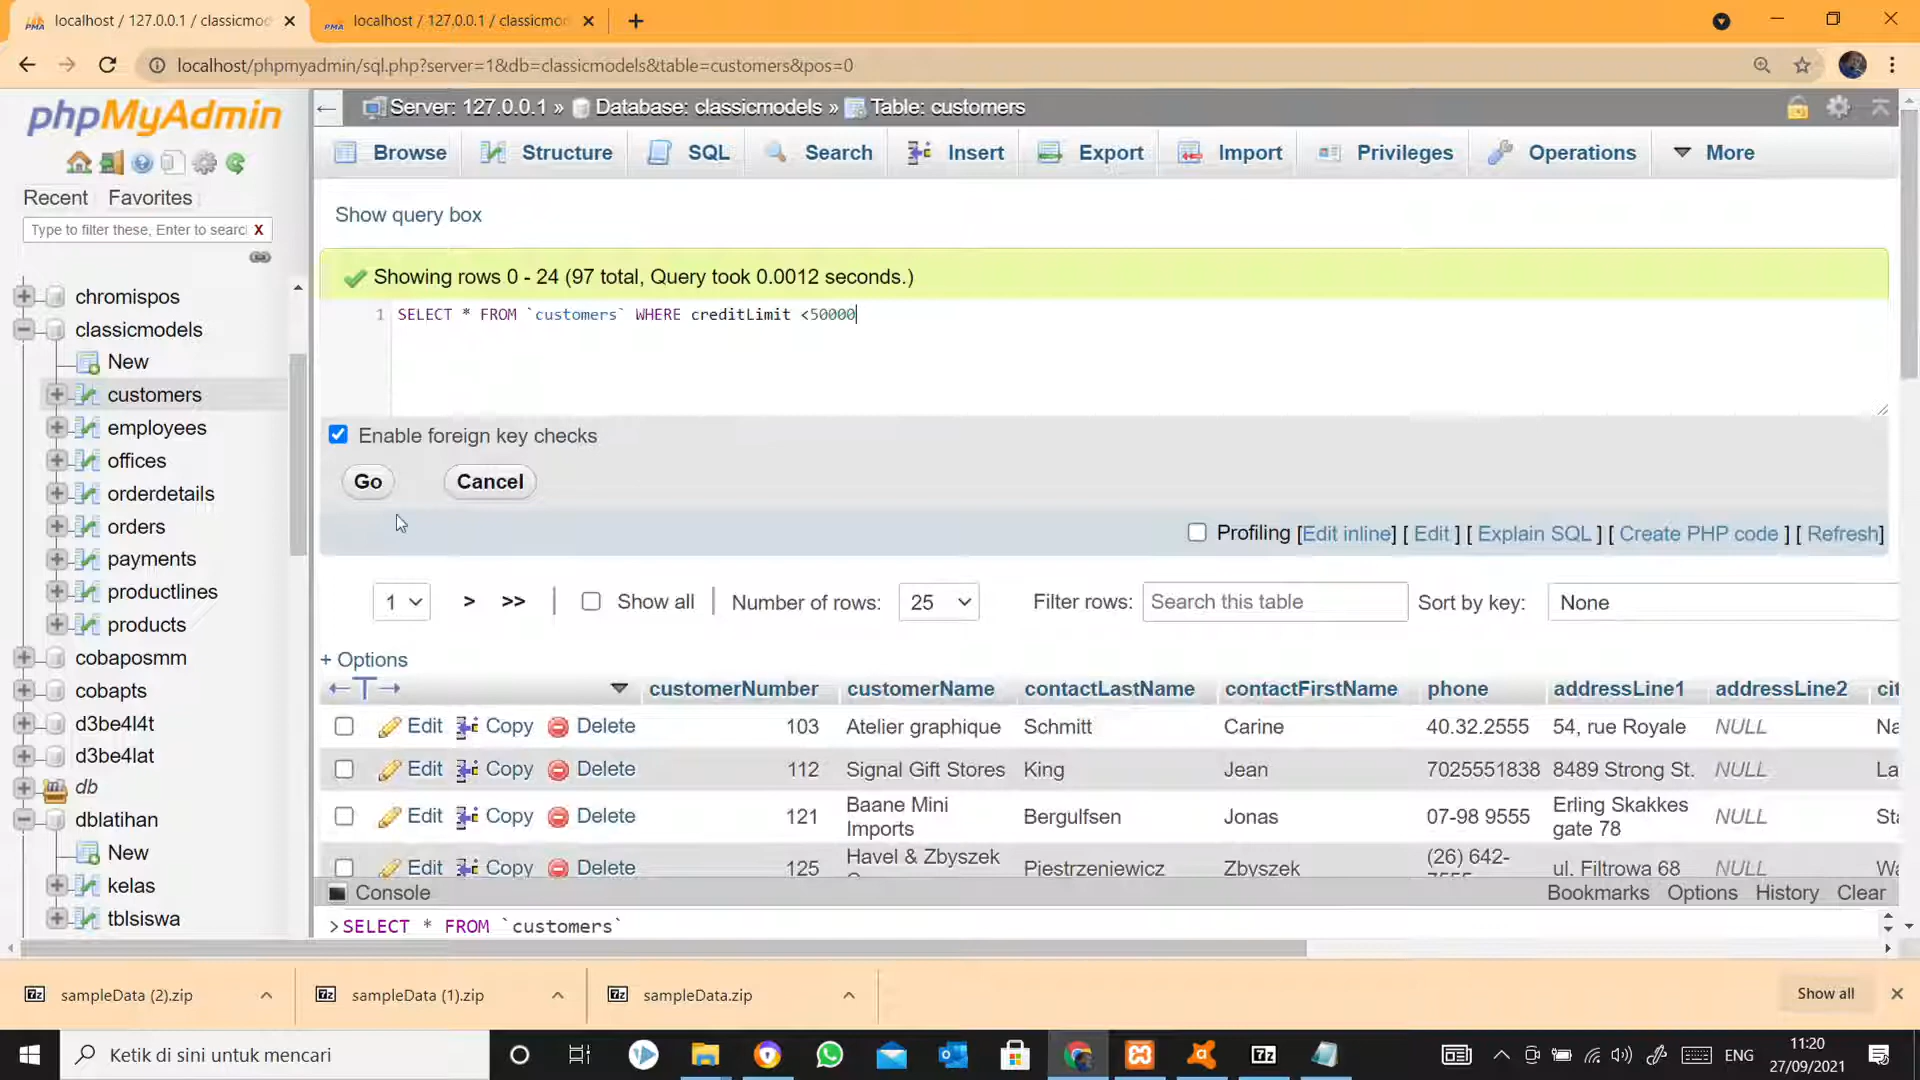 localhost / 127.0.0.1 / classicmod
localhost / 127.0.0.1 / classicmo
localhost/phpmyadmin/sql.php?server=1&db=classicmodels&table=customers&pos=0
phpMyAdmin
Recent Favorites
Type to filter these, Enter to searc X
chromispos
classicmodels
New
customers
employees
offices
orderdetails
orders
payments
productlines
products
cobaposmm
cobapts
d3be4l4t
d3be4lat
db
dblatihan
New
kelas
tblsiswa
Server: 127.0.0.1 » Database: classicmodels » Table: customers
Browse Structure SQL Search Insert Export Import Privileges Operations More
Show query box
Showing rows 0 - 24 (97 total, Query took 0.0012 seconds.)
1 SELECT * FROM `customers` WHERE creditLimit <50000
Enable foreign key checks
Go Cancel
Profiling [Edit inline] [ Edit ] [ Explain SQL ] [ Create PHP code ] [ Refresh]
1 > >> Show all Number of rows: 25 Filter rows: Search this table Sort by key: None
+ Options
←T→ customerNumber customerName contactLastName contactFirstName phone addressLine1 addressLine2 cit
Edit Copy Delete 103 Atelier graphique Schmitt Carine 40.32.2555 54, rue Royale NULL Na
Edit Copy Delete 112 Signal Gift Stores King Jean 7025551838 8489 Strong St. NULL La
Edit Copy Delete 121 Baane Mini Imports Bergulfsen Jonas 07-98 9555 Erling Skakkes gate 78 NULL Sta
Edit Copy Delete 125 Havel & Zbyszek Piestrzeniewicz Zbyszek (26) 642- ul. Filtrowa 68 NULL Wa
Console Bookmarks Options History Clear
>SELECT * FROM `customers`
sampleData (2).zip
sampleData (1).zip
sampleData.zip
Show all
Ketik di sini untuk mencari
ENG
11:20
27/09/2021